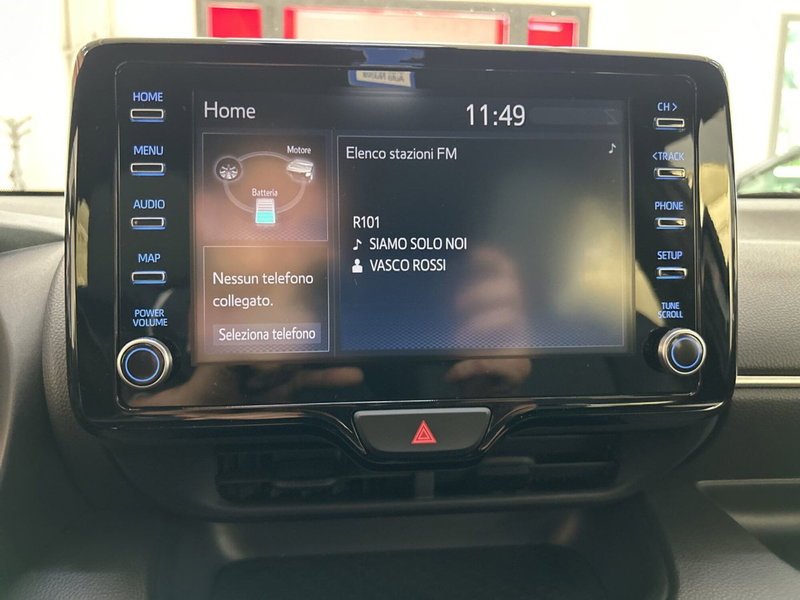 HOME
MENU
AUDIO
MAP
POWER
VOLUME
Home
11:49
Motore
Batteria
Nessun telefono
collegato.
Seleziona telefono
Elenco stazioni FM
R101
SIAMO SOLO NOI
VASCO ROSSI
CH >
< TRACK
PHONE
SETUP
TUNE
SCROLL